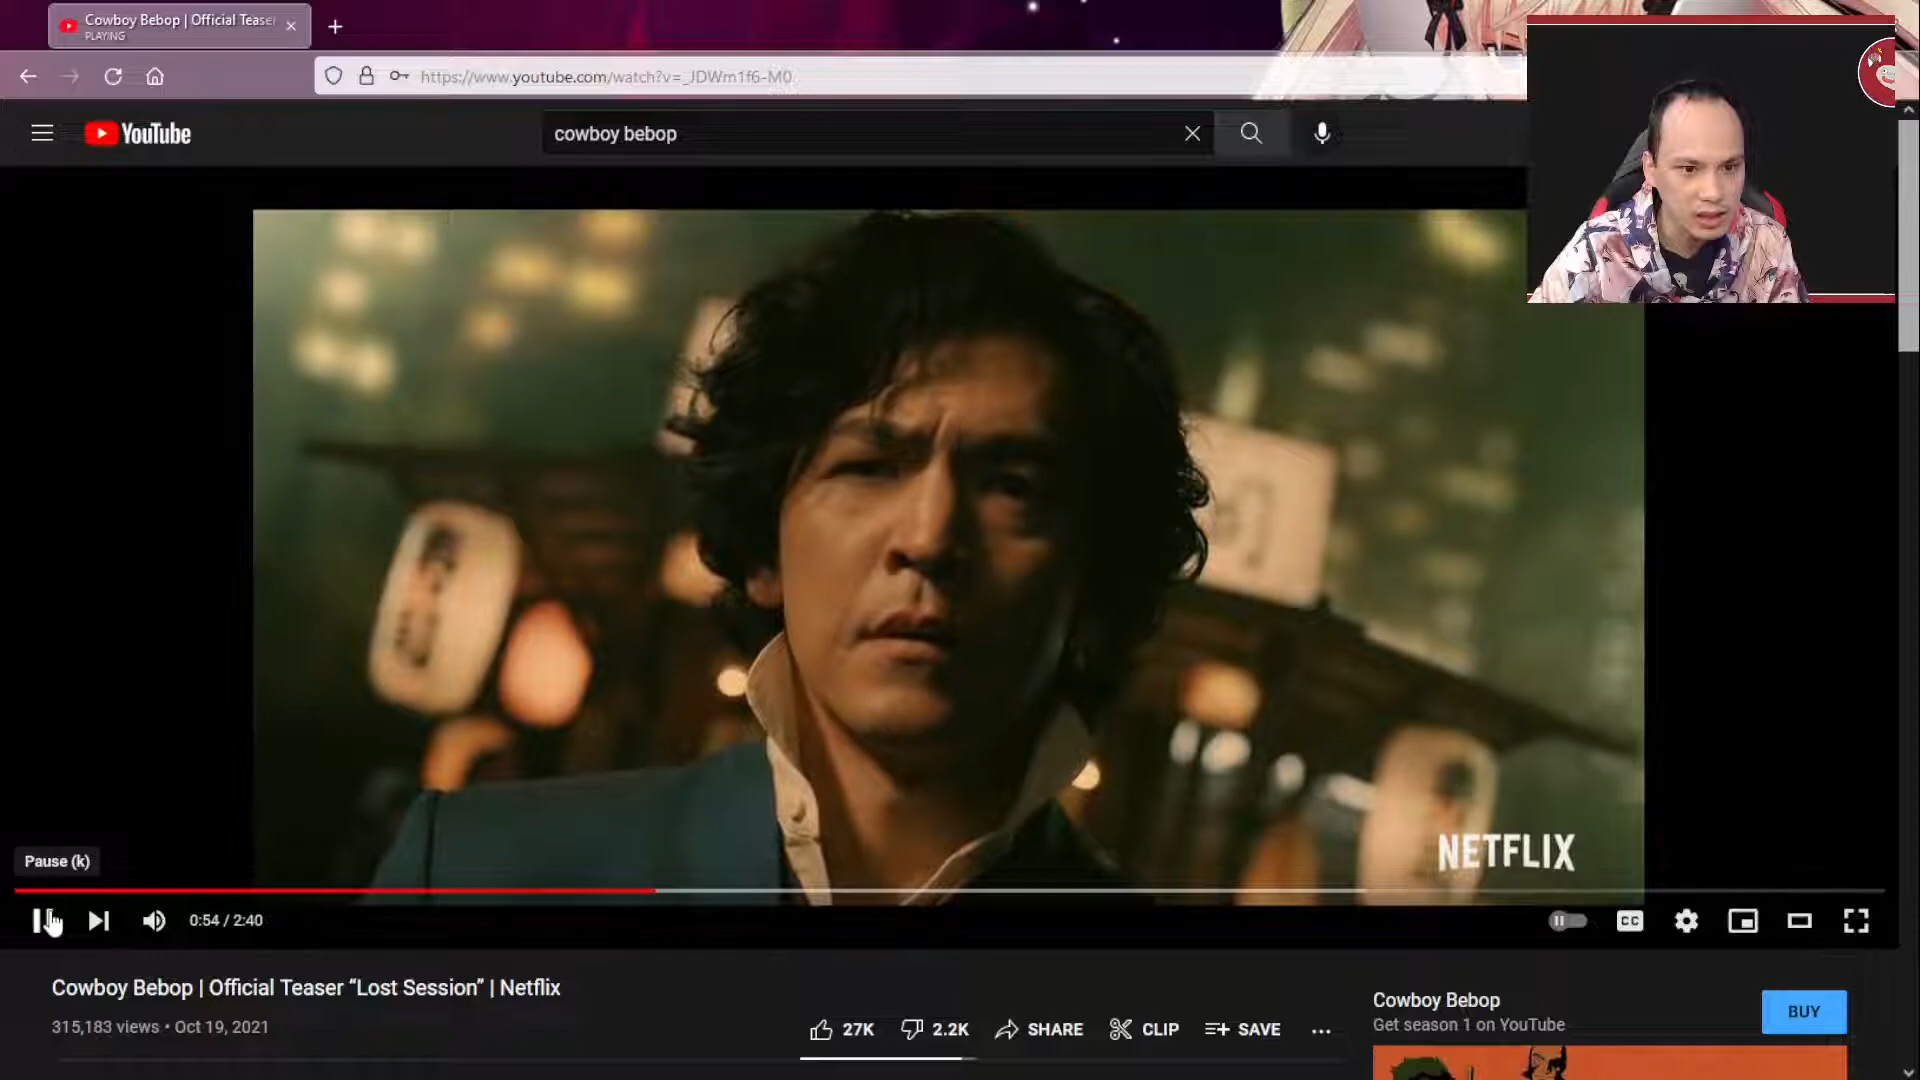 Cowboy Bebop | Official Teaser
PLAYING
https://www.youtube.com/watch?v=_JDWm1f6-M0
YouTube
cowboy bebop
NETFLIX
Pause (k)
0:54 / 2:40
CC
Cowboy Bebop | Official Teaser “Lost Session” | Netflix
315,183 views • Oct 19, 2021
27K
2.2K
SHARE
CLIP
SAVE
Cowboy Bebop
Get season 1 on YouTube
BUY